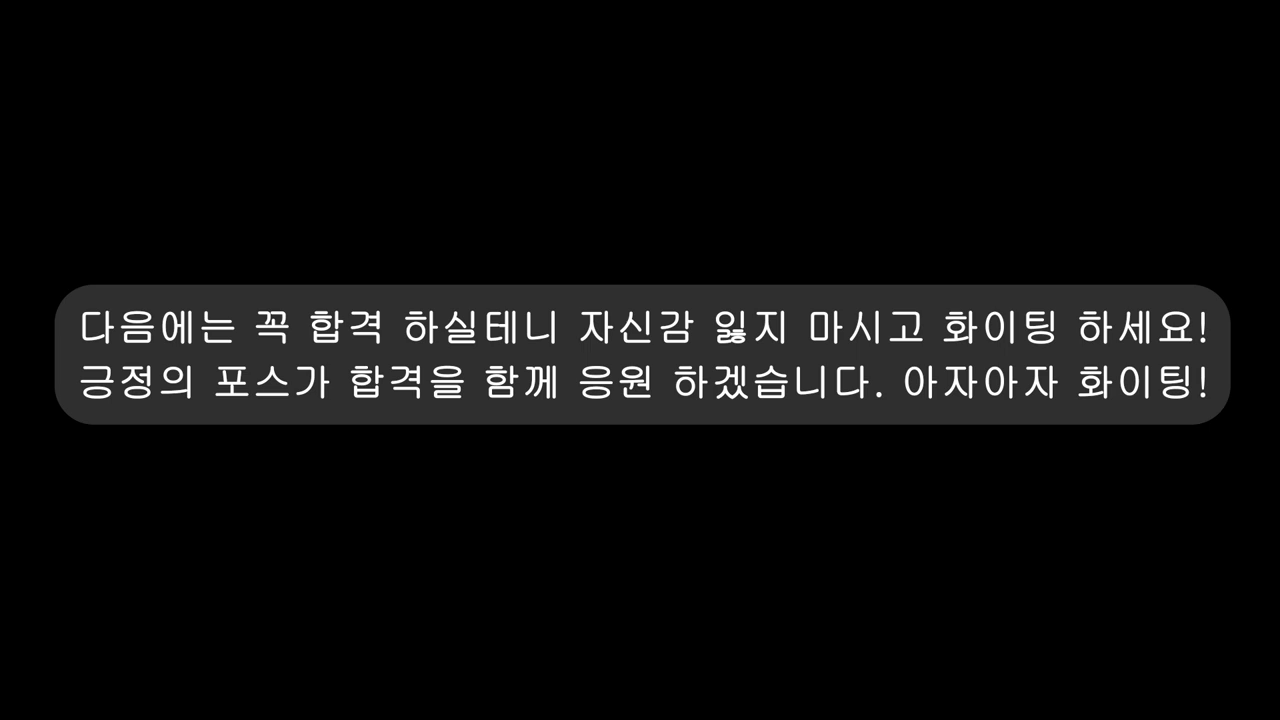 다음에는 꼭 합격 하실테니 자신감 잃지 마시고 화이팅 하세요!
긍정의 포스가 합격을 함께 응원 하겠습니다. 아자아자 화이팅!